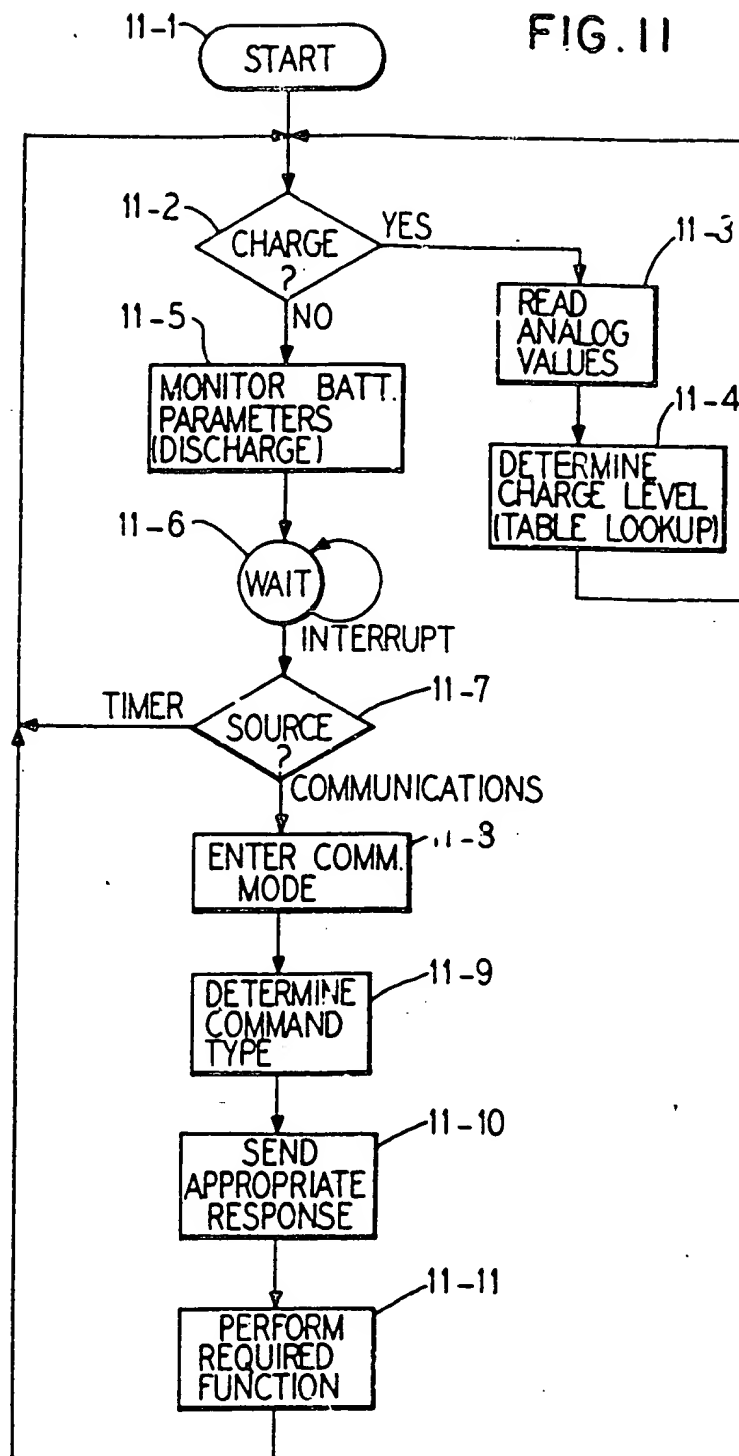 FIG. 11
11-1
START
11-2
CHARGE
?
YES
NO
11-3
READ
ANALOG
VALUES
11-4
DETERMINE
CHARGE LEVEL
(TABLE LOOKUP)
11-5
MONITOR BATT.
PARAMETERS
(DISCHARGE)
11-6
WAIT
INTERRUPT
11-7
TIMER
SOURCE
?
COMMUNICATIONS
11-8
ENTER COMM.
MODE
11-9
DETERMINE
COMMAND
TYPE
11-10
SEND
APPROPRIATE
RESPONSE
11-11
PERFORM
REQUIRED
FUNCTION